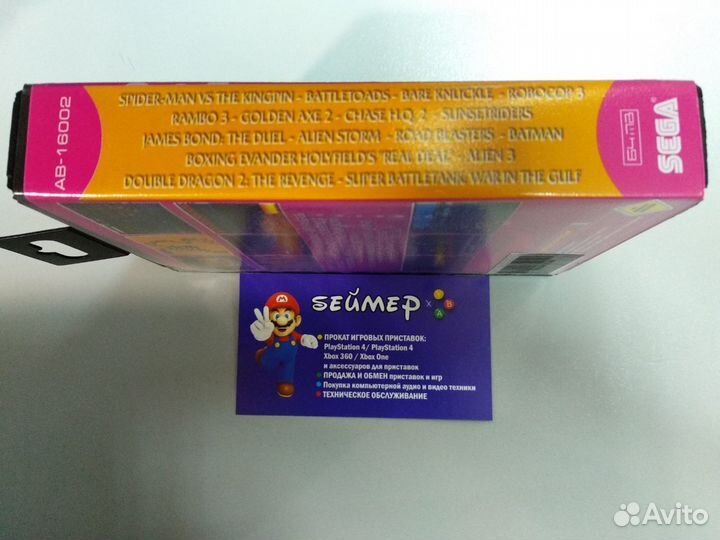 AB-16002
SPIDER-MAN VS THE KINGPIN - BATTLETOADS - BARE KNUCKLE - ROBOCOP 3
RAMBO 3 - GOLDEN AXE 2 - CHASE H.Q. 2 - SUNSETRIDERS
JAMES BOND: THE DUEL - ALIEN STORM - ROAD BLASTERS - BATMAN
BOXING EVANDER HOLYFIELD'S "REAL DEAL" - ALIEN 3
DOUBLE DRAGON 2: THE REVENGE - SUPER BATTLETANK: WAR IN THE GULF
64MB
SEGA
ГЕЙМЕР
X Y B A
ПРОКАТ ИГРОВЫХ ПРИСТАВОК:
PlayStation 4/ PlayStation 4
Xbox 360 / Xbox One
и аксессуаров для приставок
ПРОДАЖА И ОБМЕН приставок и игр
Покупка компьютерной аудио и видео техники
ТЕХНИЧЕСКОЕ ОБСЛУЖИВАНИЕ
Avito